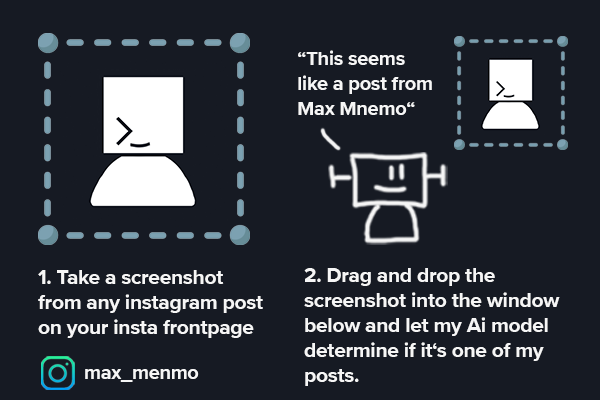 1. Take a screenshot
from any instagram post
on your insta frontpage
max_menmo
“This seems
like a post from
Max Mnemo“
2. Drag and drop the
screenshot into the window
below and let my Ai model
determine if it‘s one of my
posts.